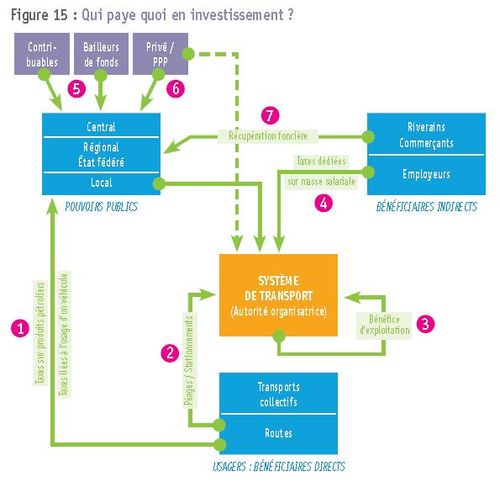 Figure 15 : Qui paye quoi en investissement ?
Contri-
buables
Bailleurs
de fonds
Privé /
PPP
5
6
7
Central
Régional
État fédéré
Local
POUVOIRS PUBLICS
Récupération foncière
Riverains
Commerçants
Employeurs
BÉNÉFICIAIRES INDIRECTS
Taxes dédiées
sur masse salariale
4
SYSTÈME
DE TRANSPORT
(Autorité organisatrice)
Bénéfice
d'exploitation
3
1
Taxes sur produits pétroliers
Taxes liées à l'usage d'un véhicule
2
Péages / Stationnements
Transports
collectifs
Routes
USAGERS : BÉNÉFICIAIRES DIRECTS